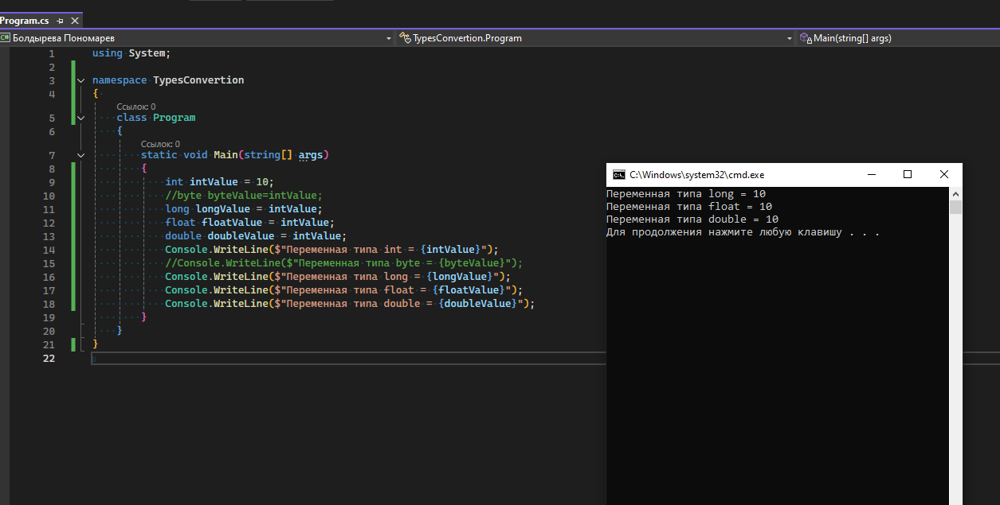 Program.cs
C# Болдырева Пономарев
TypesConvertion.Program
Main(string[] args)
1 using System;
2
3 namespace TypesConvertion
4 {
Ссылок: 0
5 class Program
6 {
Ссылок: 0
7 static void Main(string[] args)
8 {
9 int intValue = 10;
10 //byte byteValue=intValue;
11 long longValue = intValue;
12 float floatValue = intValue;
13 double doubleValue = intValue;
14 Console.WriteLine($"Переменная типа int = {intValue}");
15 //Console.WriteLine($"Переменная типа byte = {byteValue}");
16 Console.WriteLine($"Переменная типа long = {longValue}");
17 Console.WriteLine($"Переменная типа float = {floatValue}");
18 Console.WriteLine($"Переменная типа double = {doubleValue}");
19 }
20 }
21 }
22
C:\Windows\system32\cmd.exe
Переменная типа long = 10
Переменная типа float = 10
Переменная типа double = 10
Для продолжения нажмите любую клавишу . . .